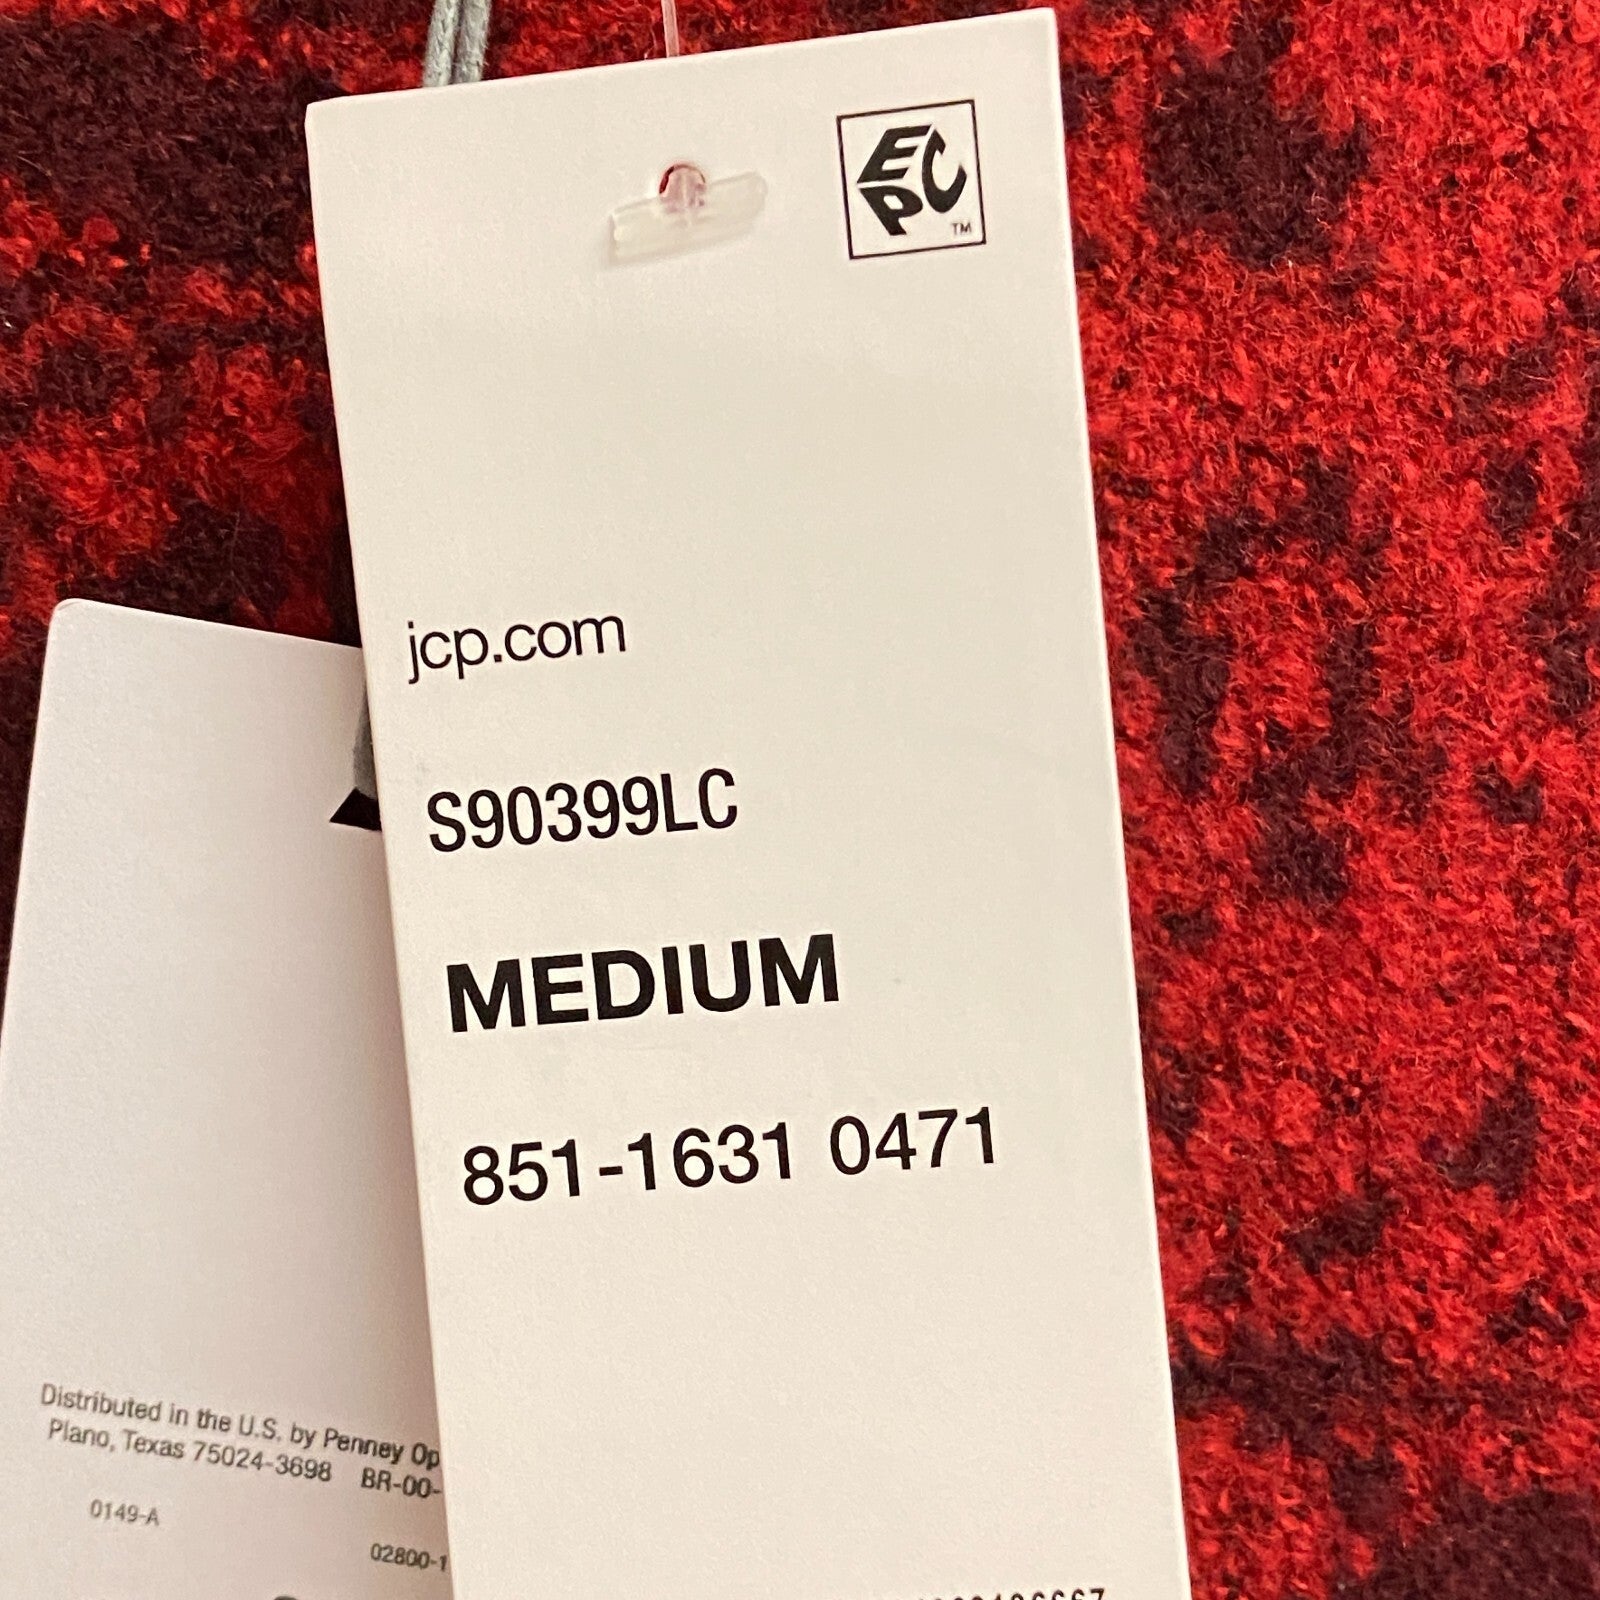 EPC
TM
jcp.com
S90399LC
MEDIUM
851-1631 0471
Distributed in the U.S. by Penney Op
Plano, Texas 75024-3698 BR-00-
0149-A
02800-1